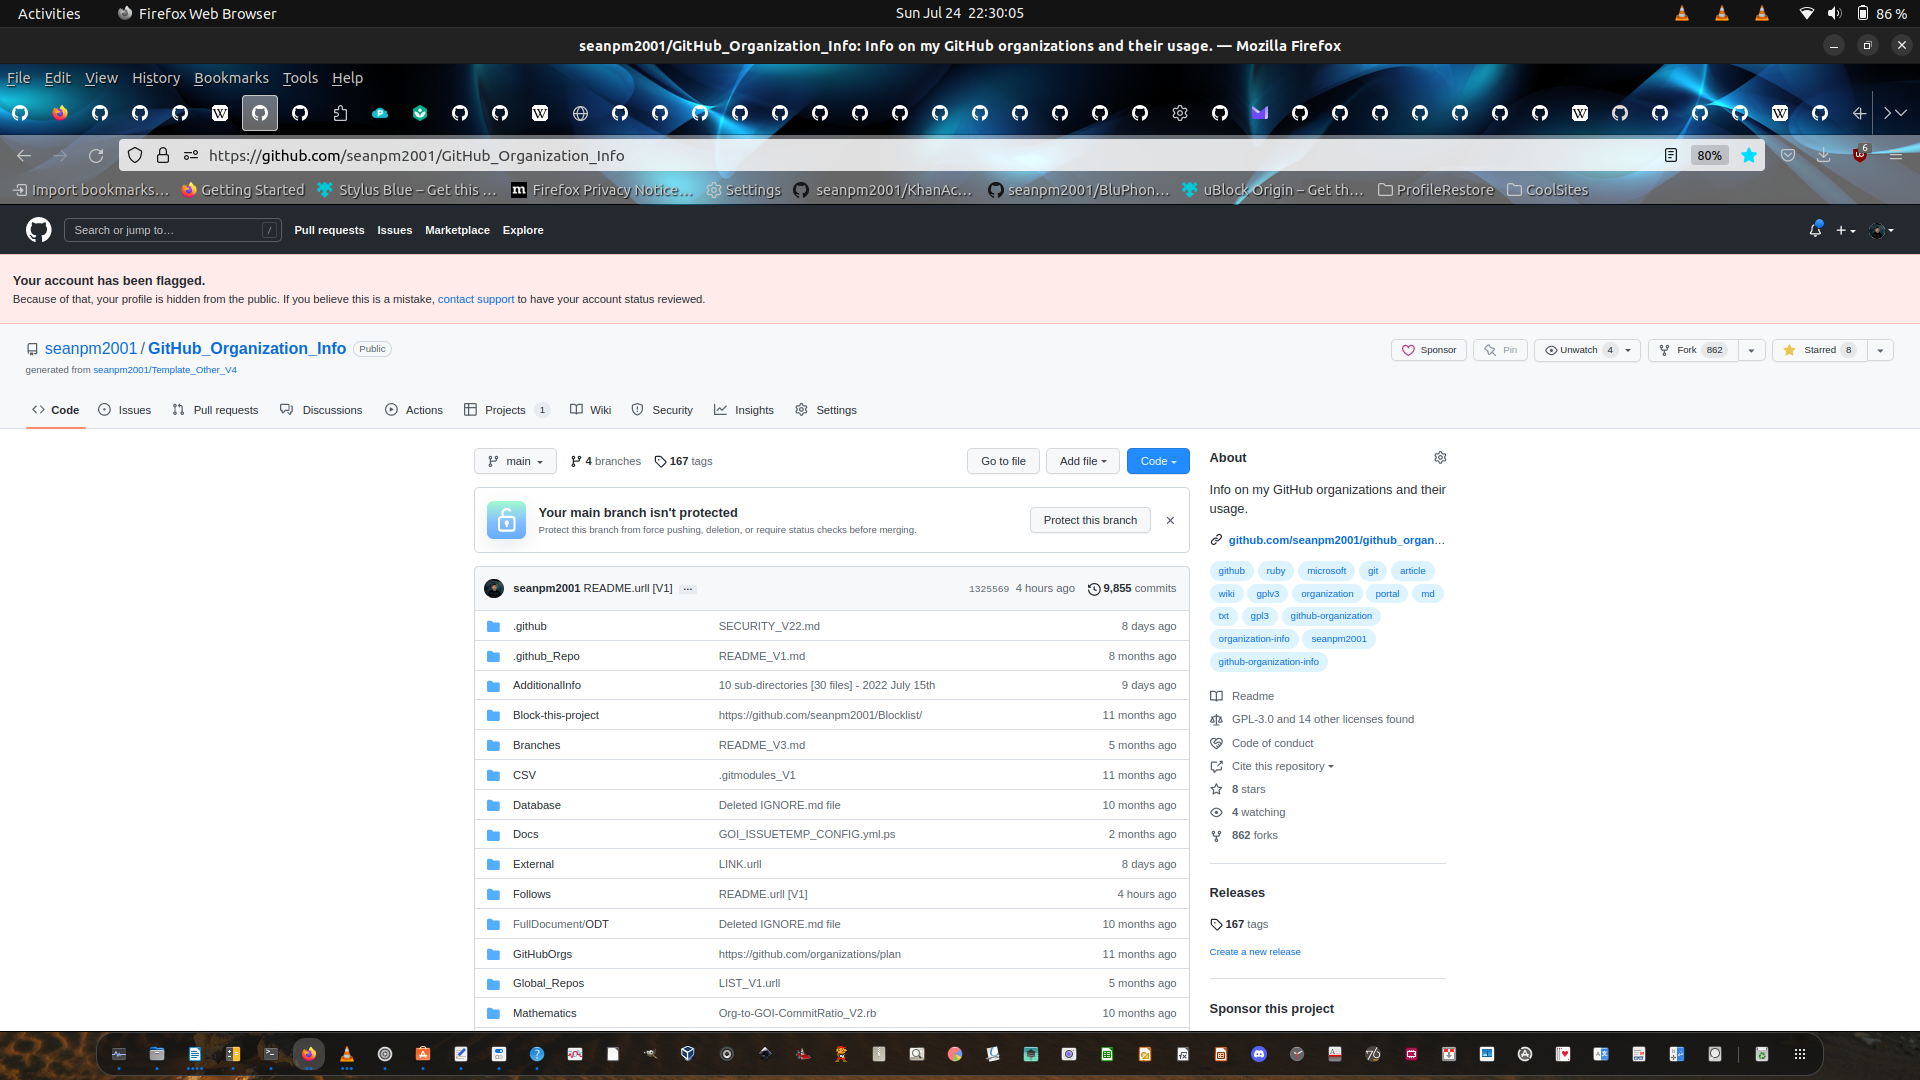 Activities
Firefox Web Browser
Sun Jul 24 22:30:05
86 %
seanpm2001/GitHub_Organization_Info: Info on my GitHub organizations and their usage. — Mozilla Firefox
File Edit View History Bookmarks Tools Help
https://github.com/seanpm2001/GitHub_Organization_Info
80%
6
Import bookmarks... Getting Started Stylus Blue – Get this ... Firefox Privacy Notice... Settings seanpm2001/KhanAc... seanpm2001/BluPhon... uBlock Origin – Get th... ProfileRestore CoolSites
Search or jump to...
/
Pull requests Issues Marketplace Explore
Your account has been flagged.
Because of that, your profile is hidden from the public. If you believe this is a mistake, contact support to have your account status reviewed.
seanpm2001 / GitHub_Organization_Info Public
Sponsor Pin Unwatch 4 Fork 862 Starred 8
generated from seanpm2001/Template_Other_V4
Code Issues Pull requests Discussions Actions Projects 1 Wiki Security Insights Settings
main 4 branches 167 tags
Go to file Add file Code
Your main branch isn't protected
Protect this branch from force pushing, deletion, or require status checks before merging.
Protect this branch
seanpm2001 README.urll [V1] ... 1325569 4 hours ago 9,855 commits
.github SECURITY_V22.md 8 days ago
.github_Repo README_V1.md 8 months ago
AdditionalInfo 10 sub-directories [30 files] - 2022 July 15th 9 days ago
Block-this-project https://github.com/seanpm2001/Blocklist/ 11 months ago
Branches README_V3.md 5 months ago
CSV .gitmodules_V1 11 months ago
Database Deleted IGNORE.md file 10 months ago
Docs GOI_ISSUETEMP_CONFIG.yml.ps 2 months ago
External LINK.urll 8 days ago
Follows README.urll [V1] 4 hours ago
FullDocument/ODT Deleted IGNORE.md file 10 months ago
GitHubOrgs https://github.com/organizations/plan 11 months ago
Global_Repos LIST_V1.urll 5 months ago
Mathematics Org-to-GOI-CommitRatio_V2.rb 10 months ago
About
Info on my GitHub organizations and their
usage.
github.com/seanpm2001/github_organ...
github ruby microsoft git article
wiki gplv3 organization portal md
txt gpl3 github-organization
organization-info seanpm2001
github-organization-info
Readme
GPL-3.0 and 14 other licenses found
Code of conduct
Cite this repository
8 stars
4 watching
862 forks
Releases
167 tags
Create a new release
Sponsor this project